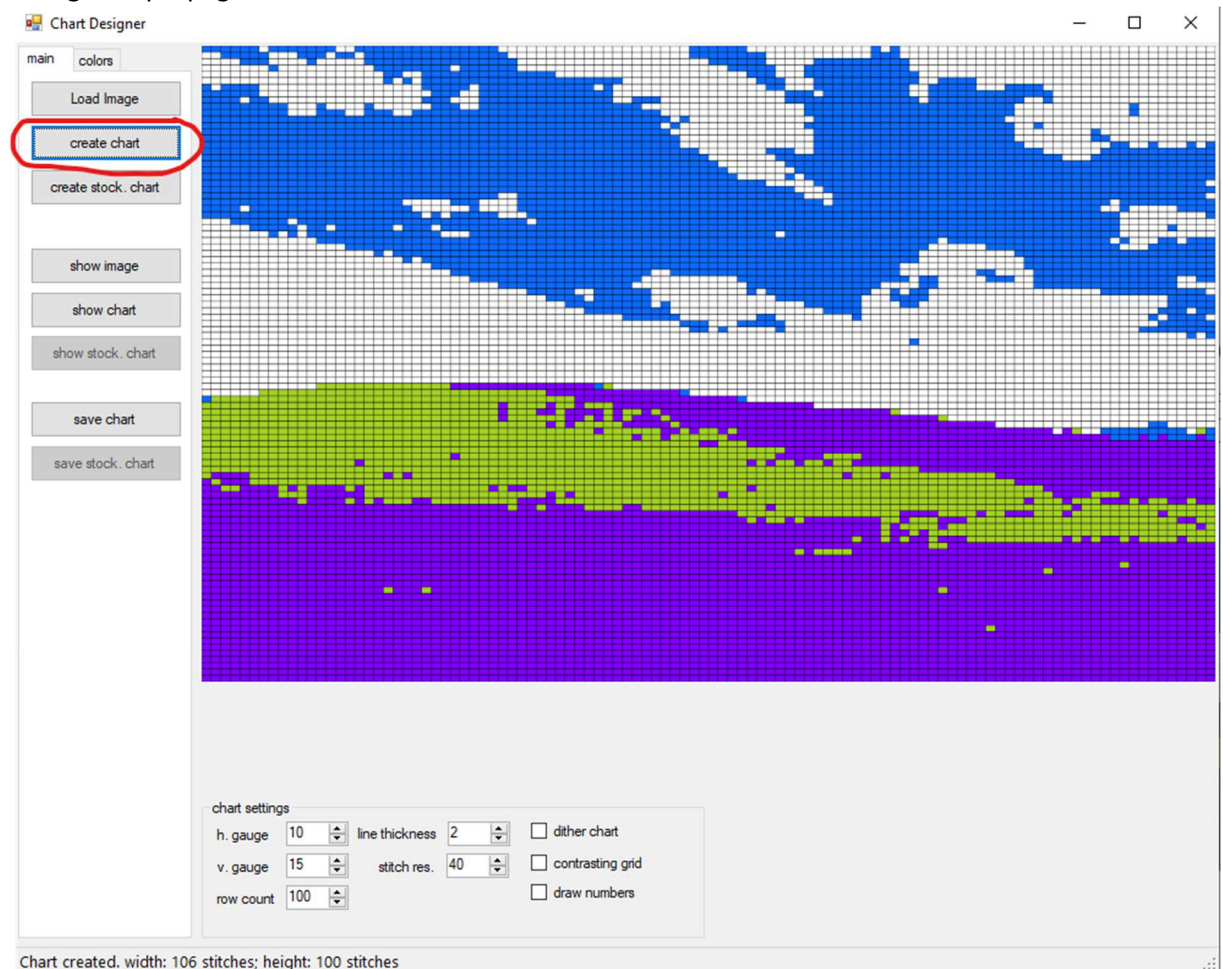 Chart Designer
main colors
Load Image
create chart
create stock. chart
show image
show chart
show stock. chart
save chart
save stock. chart
chart settings
h. gauge 10 line thickness 2 dither chart
v. gauge 15 stitch res. 40 contrasting grid
row count 100 draw numbers
Chart created. width: 106 stitches; height: 100 stitches